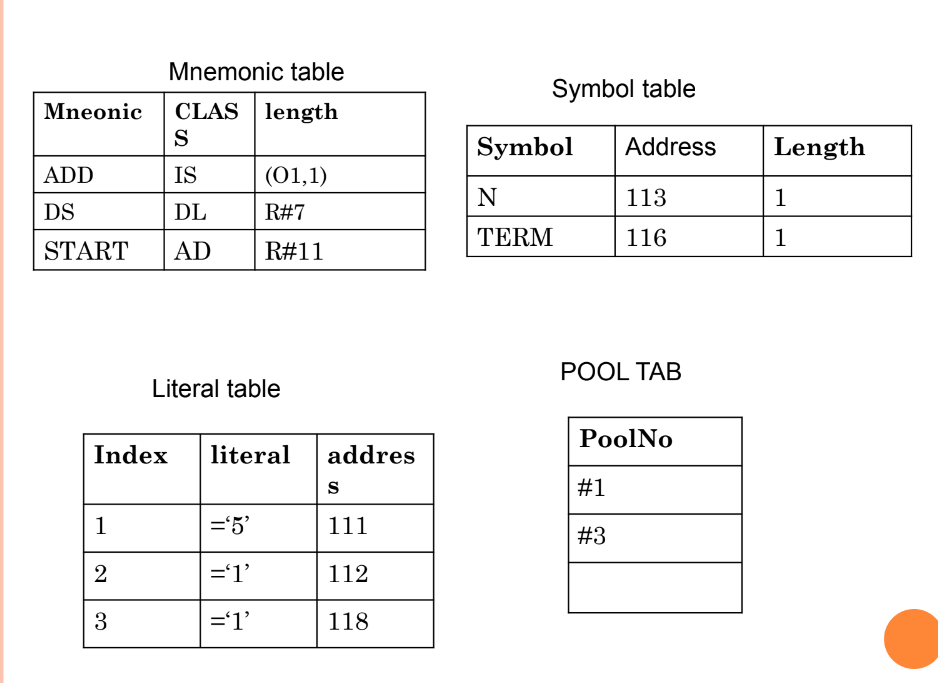 Mnemonic table
Mneonic CLAS length
S
ADD IS (O1,1)
DS DL R#7
START AD R#11
Symbol table
Symbol Address Length
N 113 1
TERM 116 1
Literal table
Index literal addres
s
1 =‘5’ 111
2 =‘1’ 112
3 =‘1’ 118
POOL TAB
PoolNo
#1
#3